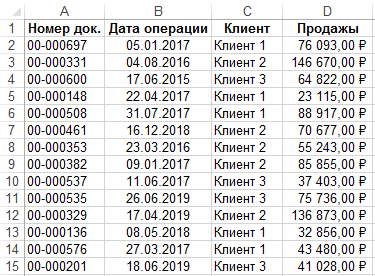 A B C D
1 Номер док. Дата операции Клиент Продажы
2 00-000697 05.01.2017 Клиент 1 76 093,00 ₽
3 00-000331 04.08.2016 Клиент 2 146 670,00 ₽
4 00-000600 17.06.2015 Клиент 3 64 822,00 ₽
5 00-000148 22.04.2017 Клиент 1 23 115,00 ₽
6 00-000508 31.07.2017 Клиент 1 88 917,00 ₽
7 00-000461 16.12.2018 Клиент 2 70 677,00 ₽
8 00-000353 23.03.2016 Клиент 2 55 243,00 ₽
9 00-000382 09.01.2017 Клиент 2 85 855,00 ₽
10 00-000537 11.06.2017 Клиент 3 37 403,00 ₽
11 00-000535 26.06.2019 Клиент 3 75 736,00 ₽
12 00-000329 17.04.2019 Клиент 2 136 873,00 ₽
13 00-000136 08.05.2018 Клиент 1 32 856,00 ₽
14 00-000576 27.03.2017 Клиент 1 43 480,00 ₽
15 00-000201 18.06.2019 Клиент 3 41 028,00 ₽